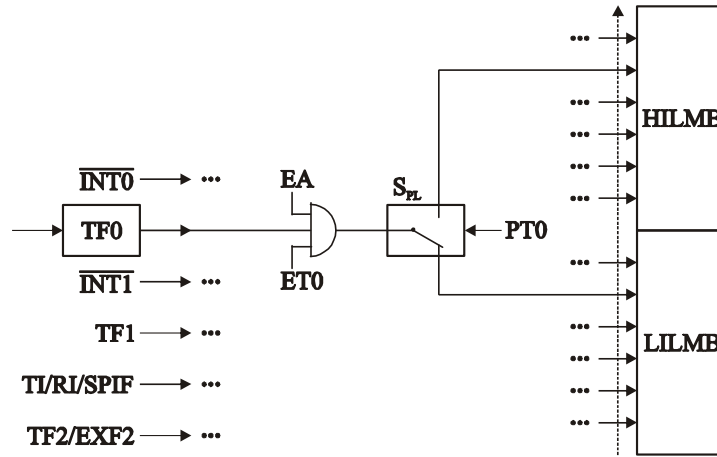 HILMB
INT0
EA
S_PL
TF0
PT0
INT1
ET0
TF1
LILMB
TI/RI/SPIF
TF2/EXF2